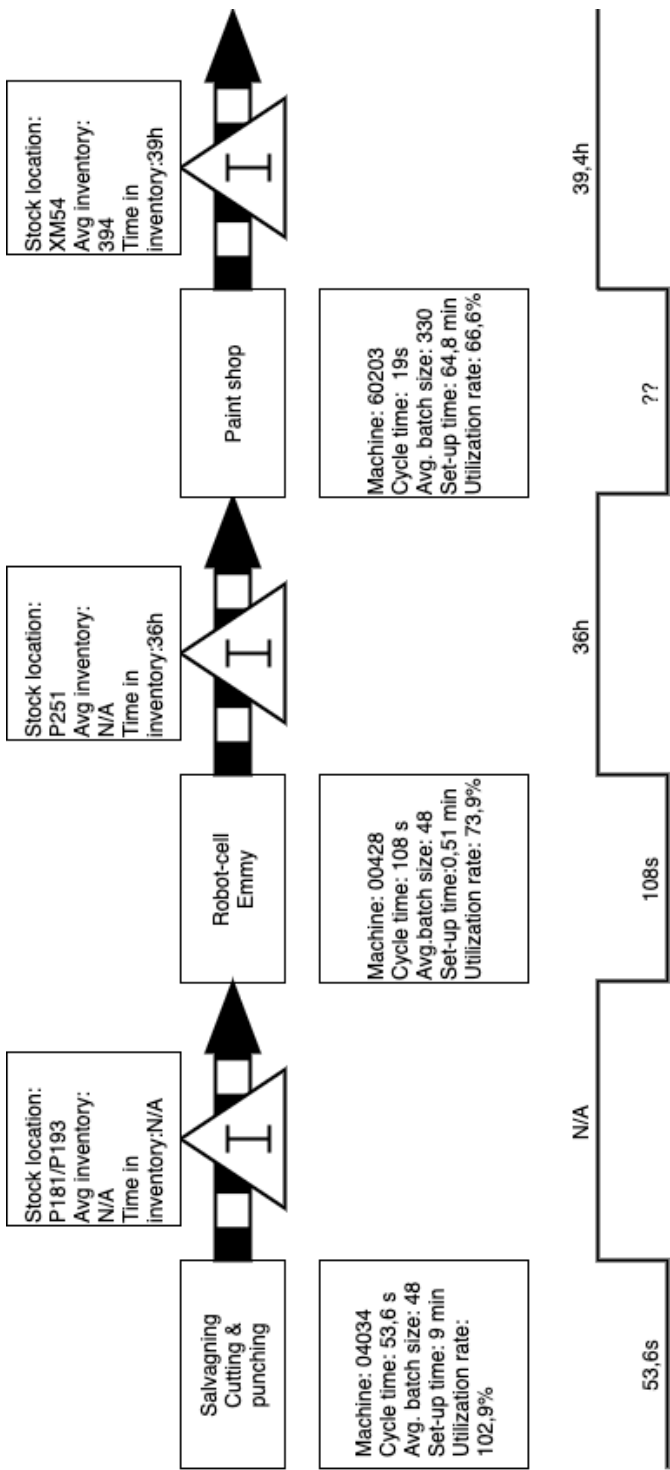 Stock location:
P181/P193
Avg inventory:
N/A
Time in
inventory:N/A
Stock location:
P251
Avg inventory:
N/A
Time in
inventory:36h
Stock location:
XM54
Avg inventory:
394
Time in
inventory:39h
Salvagning
Cutting &
punching
I
Robot-cell
Emmy
I
Paint shop
I
Machine: 04034
Cycle time: 53,6 s
Avg. batch size: 48
Set-up time: 9 min
Utilization rate:
102,9%
Machine: 00428
Cycle time: 108 s
Avg.batch size: 48
Set-up time:0,51 min
Utilization rate: 73,9%
Machine: 60203
Cycle time: 19s
Avg. batch size: 330
Set-up time: 64,8 min
Utilization rate: 66,6%
N/A
36h
39,4h
53,6s
108s
??